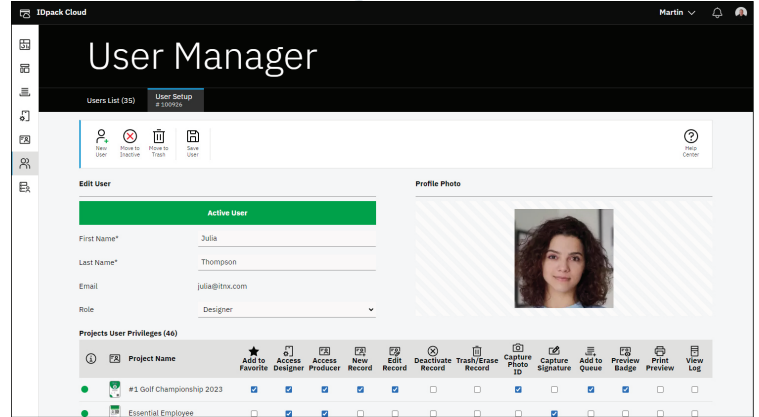 IDpack Cloud
Martin
User Manager
Users List (35)
User Setup
# 100926
New
User
Move to
Inactive
Move to
Trash
Save
User
Help
Center
Edit User
Profile Photo
Active User
First Name*
Julia
Last Name*
Thompson
Email
julia@itnx.com
Role
Designer
Projects User Privileges (46)
Project Name
Add to
Favorite
Access
Designer
Access
Producer
New
Record
Edit
Record
Deactivate
Record
Trash/Erase
Record
Capture
Photo
ID
Capture
Signature
Add to
Queue
Preview
Badge
Print
Preview
View
Log
#1 Golf Championship 2023
Essential Employee